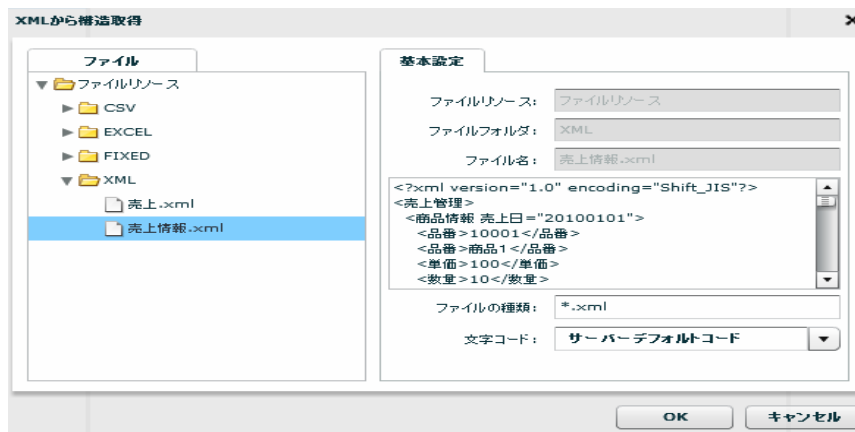 XMLから構造取得
ファイル
ファイルリソース
CSV
EXCEL
FIXED
XML
売上.xml
売上情報.xml
基本設定
ファイルリソース: ファイルリソース
ファイルフォルダ: XML
ファイル名: 売上情報.xml
<?xml version="1.0" encoding="Shift_JIS"?>
<売上管理>
<商品情報 売上日="20100101">
<品番>10001</品番>
<品番>商品1</品番>
<単価>100</単価>
<数量>10</数量>
ファイルの種類: *.xml
文字コード: サーバーデフォルトコード
OK キャンセル